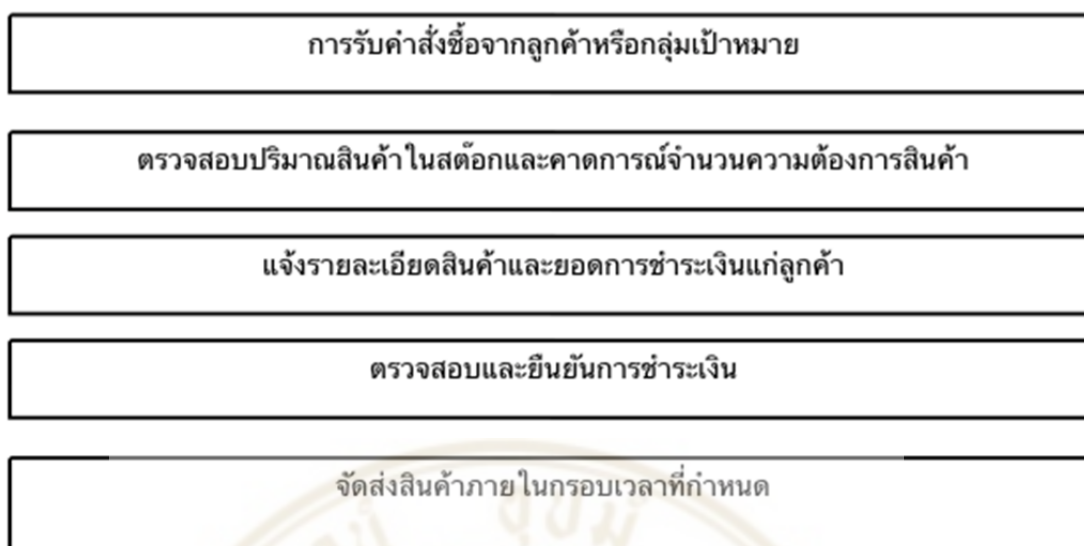 การรับคำสั่งซื้อจากลูกค้าหรือกลุ่มเป้าหมาย
ตรวจสอบปริมาณสินค้าในสต๊อกและคาดการณ์จำนวนความต้องการสินค้า
แจ้งรายละเอียดสินค้าและยอดการชำระเงินแก่ลูกค้า
ตรวจสอบและยืนยันการชำระเงิน
จัดส่งสินค้าภายในกรอบเวลาที่กำหนด